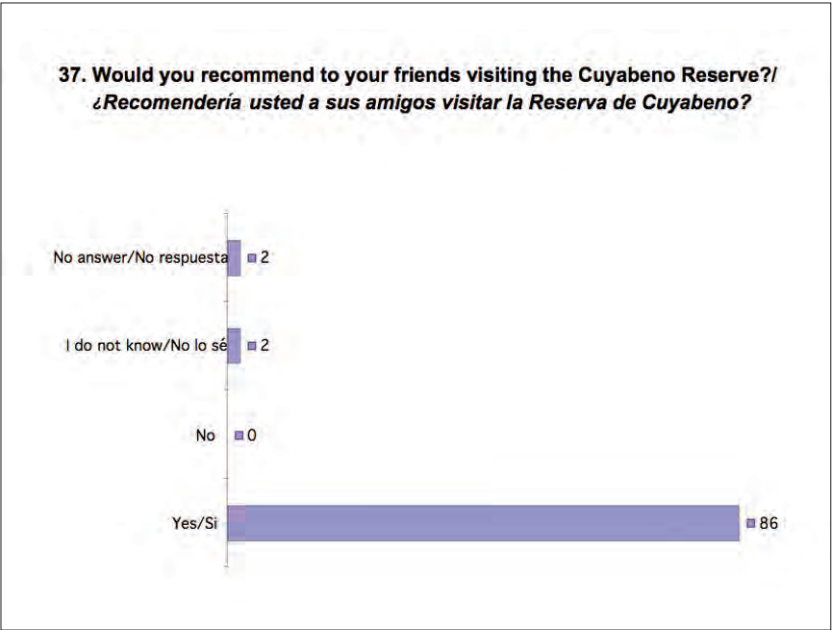 37. Would you recommend to your friends visiting the Cuyabeno Reserve?/
¿Recomendería usted a sus amigos visitar la Reserva de Cuyabeno?
No answer/No respuesta 2
I do not know/No lo sé 2
No 0
Yes/Si 86